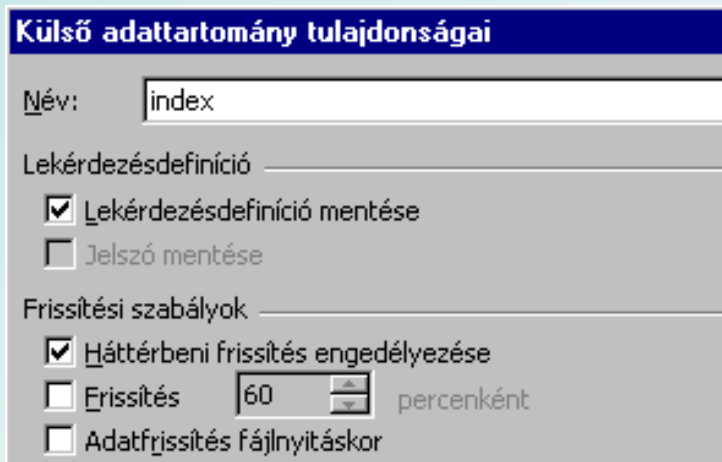 Külső adattartomány tulajdonságai
Név: index
Lekérdezésdefiníció
Lekérdezésdefiníció mentése
Jelszó mentése
Frissítési szabályok
Háttérbeni frissítés engedélyezése
Frissítés 60 percenként
Adatfrissítés fájlnyitáskor